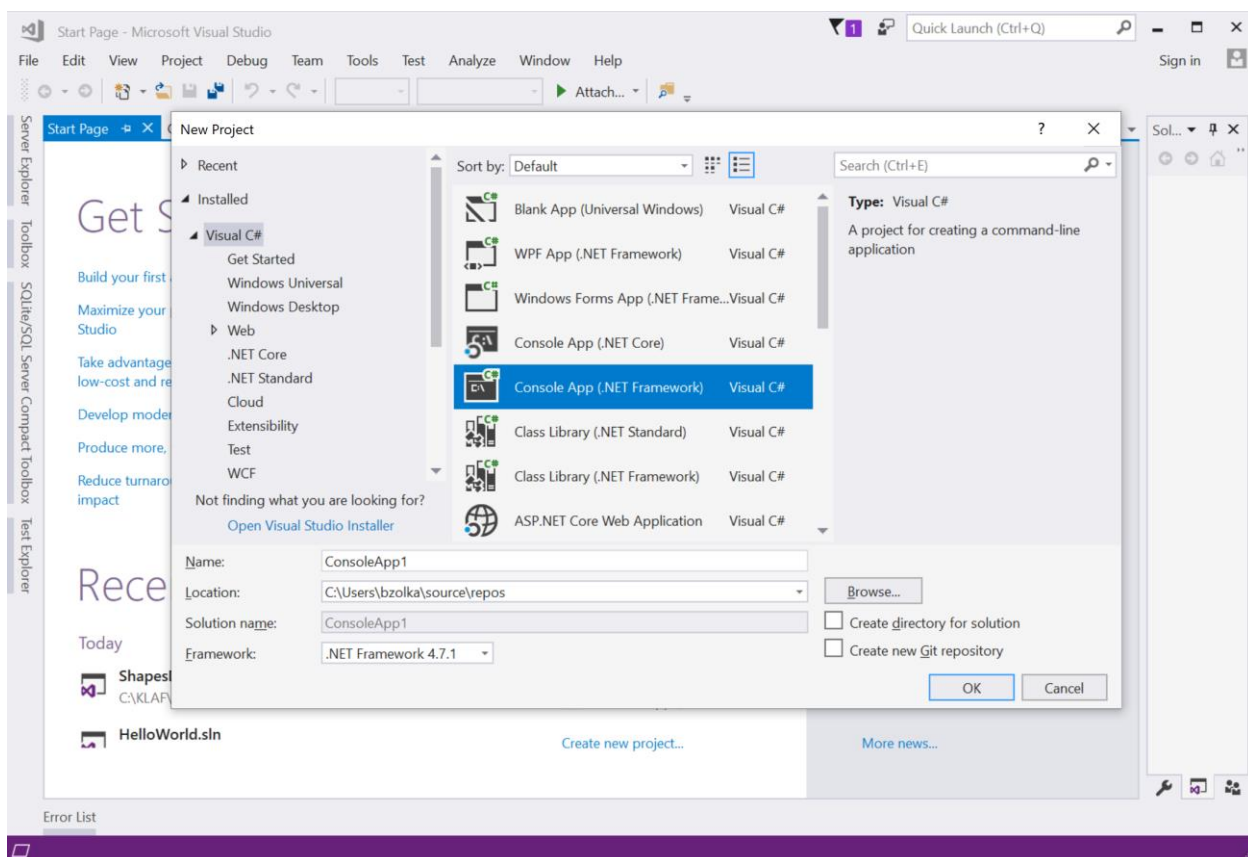 Start Page - Microsoft Visual Studio
1
Quick Launch (Ctrl+Q)
File Edit View Project Debug Team Tools Test Analyze Window Help
Sign in
Attach...
Server Explorer
Toolbox
SQLite/SQL Server Compact Toolbox
Test Explorer
Start Page
Sol...
Get S
Build your first
Maximize your
Studio
Take advantage
low-cost and re
Develop moder
Produce more,
Reduce turnaro
impact
Rece
Today
Shapes
C:\KLAF\
HelloWorld.sln
Create new project...
More news...
New Project
?
Recent
Installed
Visual C#
Get Started
Windows Universal
Windows Desktop
Web
.NET Core
.NET Standard
Cloud
Extensibility
Test
WCF
Not finding what you are looking for?
Open Visual Studio Installer
Sort by: Default
Blank App (Universal Windows) Visual C#
WPF App (.NET Framework) Visual C#
Windows Forms App (.NET Frame...Visual C#
Console App (.NET Core) Visual C#
Console App (.NET Framework) Visual C#
Class Library (.NET Standard) Visual C#
Class Library (.NET Framework) Visual C#
ASP.NET Core Web Application Visual C#
Search (Ctrl+E)
Type: Visual C#
A project for creating a command-line
application
Name: ConsoleApp1
Location: C:\Users\bzolka\source\repos
Browse...
Solution name: ConsoleApp1
Create directory for solution
Framework: .NET Framework 4.7.1
Create new Git repository
OK Cancel
Error List